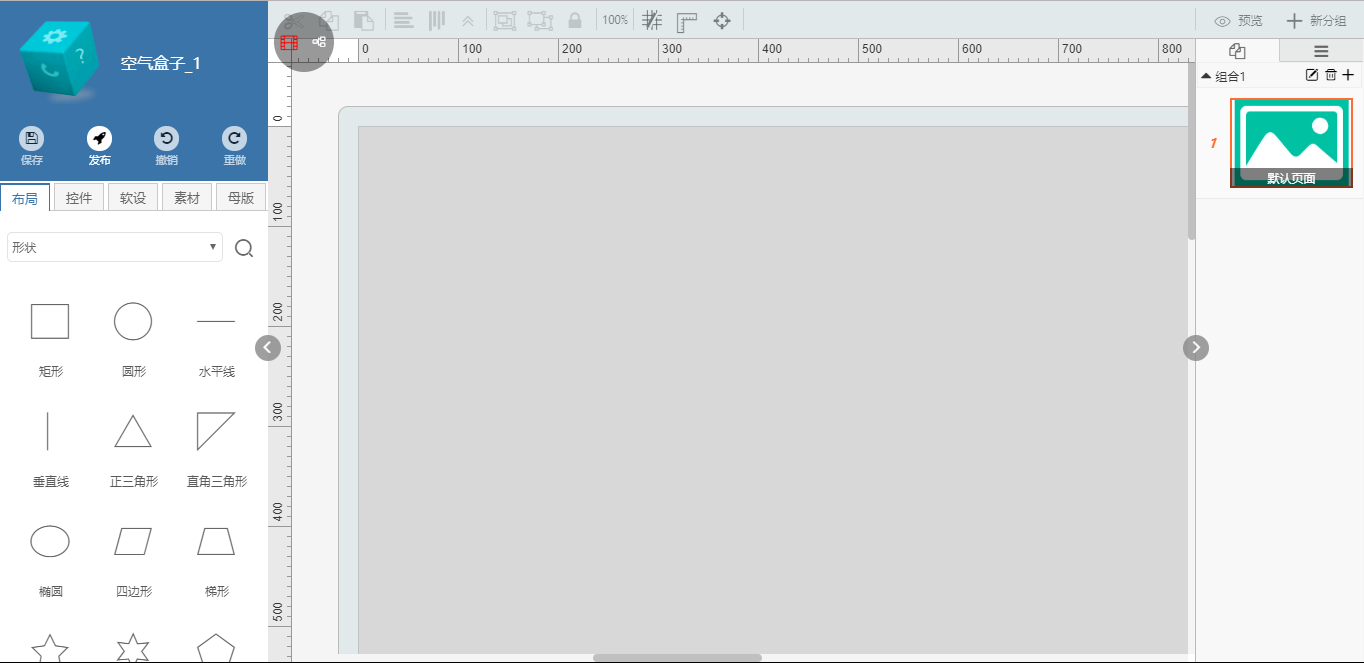 空气盒子_1
保存 发布 撤销 重做
布局 控件 软设 素材 母版
形状
矩形 圆形 水平线
垂直线 正三角形 直角三角形
椭圆 四边形 梯形
100%
0 100 200 300 400 500 600 700 800
0
100
200
300
400
500
预览 新分组
组合1
1
默认页面